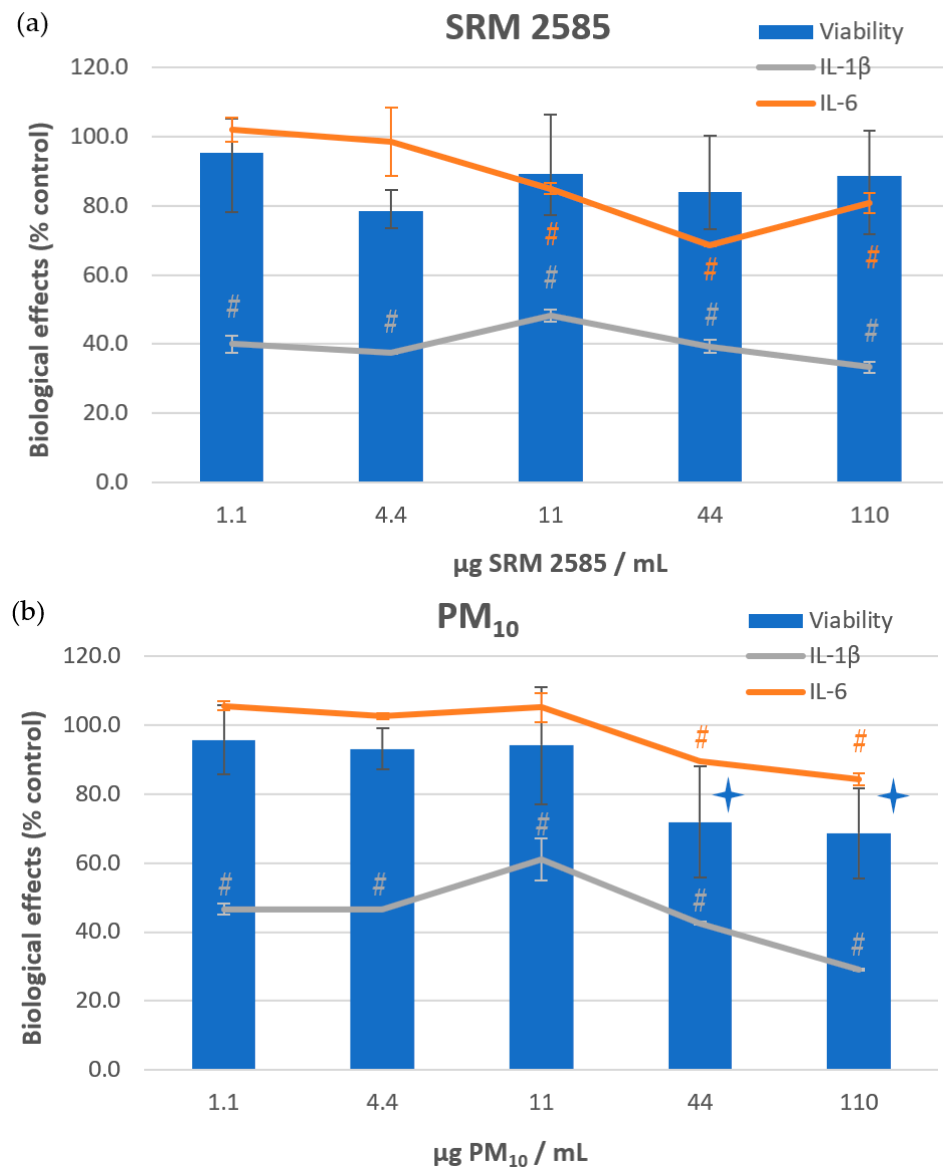 (a)
SRM 2585
Viability
IL-1β
IL-6
120.0
100.0
80.0
60.0
40.0
20.0
0.0
Biological effects (% control)
# # # # #
# # #
1.1 4.4 11 44 110
µg SRM 2585 / mL
(b)
PM10
Viability
IL-1β
IL-6
120.0
100.0
80.0
60.0
40.0
20.0
0.0
Biological effects (% control)
# #
# # # # #
1.1 4.4 11 44 110
µg PM10 / mL